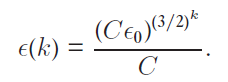 ϵ(k) = (Cϵ₀)^{(3/2)^k} / C .